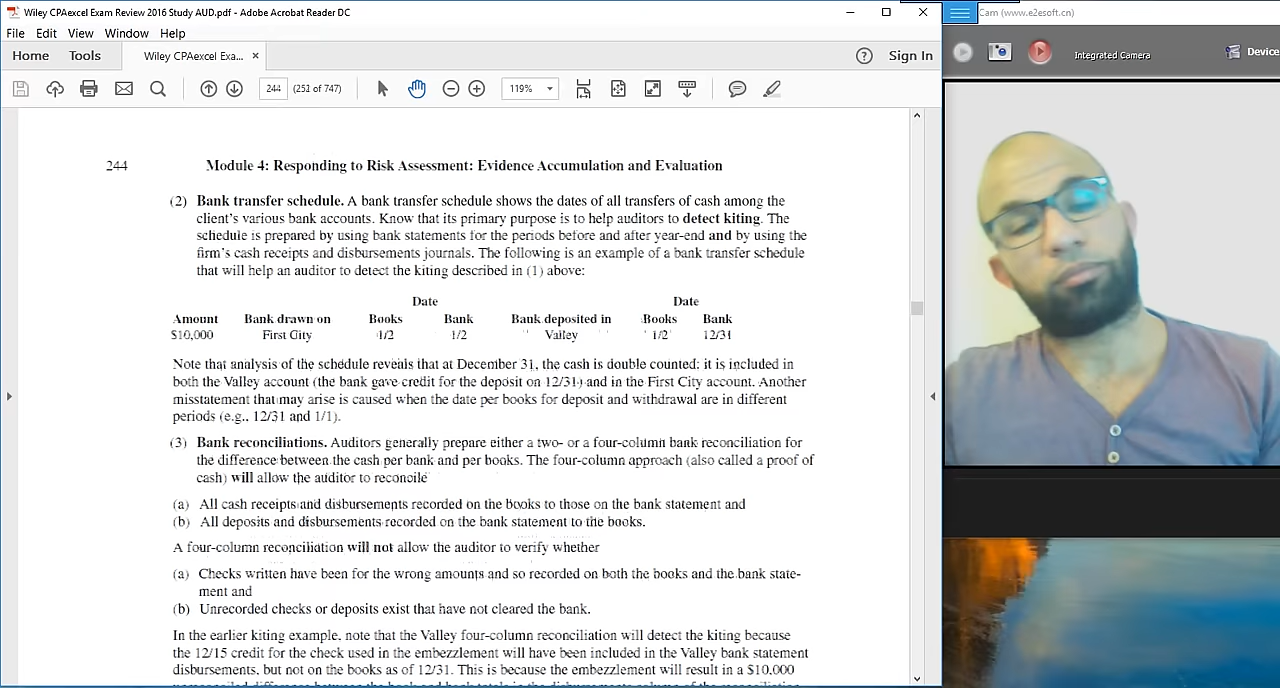 Wiley CPAexcel Exam Review 2016 Study AUD.pdf - Adobe Acrobat Reader DC
Cam (www.e2esoft.cn)
File Edit View Window Help
Home Tools Wiley CPAexcel Exa... × Sign In
Integrated Camera Device
244 (251 of 747) 119%
244 Module 4: Responding to Risk Assessment: Evidence Accumulation and Evaluation
(2) Bank transfer schedule. A bank transfer schedule shows the dates of all transfers of cash among the
client's various bank accounts. Know that its primary purpose is to help auditors to detect kiting. The
schedule is prepared by using bank statements for the periods before and after year-end and by using the
firm's cash receipts and disbursements journals. The following is an example of a bank transfer schedule
that will help an auditor to detect the kiting described in (1) above:
Date Date
Amount Bank drawn on Books Bank Bank deposited in Books Bank
$10,000 First City 1/2 1/2 Valley 1/2 12/31
Note that analysis of the schedule reveals that at December 31, the cash is double counted: it is included in
both the Valley account (the bank gave credit for the deposit on 12/31) and in the First City account. Another
misstatement that may arise is caused when the date per books for deposit and withdrawal are in different
periods (e.g., 12/31 and 1/1).
(3) Bank reconciliations. Auditors generally prepare either a two- or a four-column bank reconciliation for
the difference between the cash per bank and per books. The four-column approach (also called a proof of
cash) will allow the auditor to reconcile
(a) All cash receipts and disbursements recorded on the books to those on the bank statement and
(b) All deposits and disbursements recorded on the bank statement to the books.
A four-column reconciliation will not allow the auditor to verify whether
(a) Checks written have been for the wrong amounts and so recorded on both the books and the bank state-
ment and
(b) Unrecorded checks or deposits exist that have not cleared the bank.
In the earlier kiting example, note that the Valley four-column reconciliation will detect the kiting because
the 12/15 credit for the check used in the embezzlement will have been included in the Valley bank statement
disbursements, but not on the books as of 12/31. This is because the embezzlement will result in a $10,000